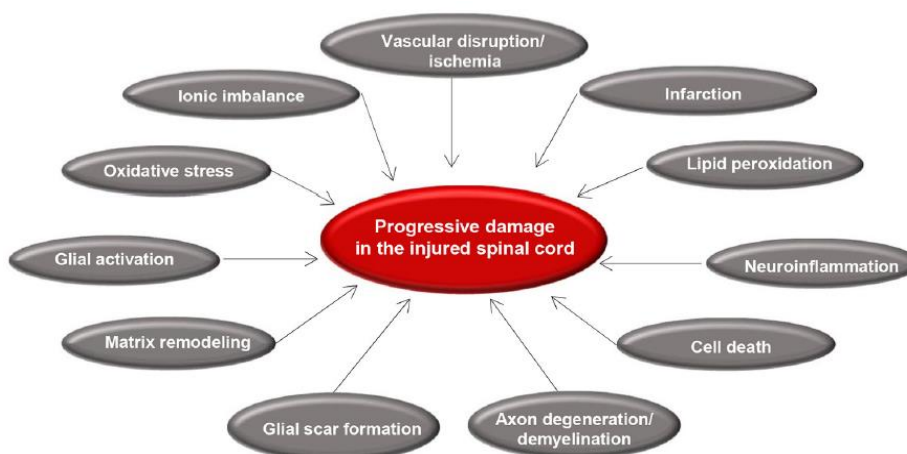 Vascular disruption/
ischemia
Ionic imbalance
Infarction
Oxidative stress
Lipid peroxidation
Progressive damage
in the injured spinal cord
Glial activation
Neuroinflammation
Matrix remodeling
Cell death
Glial scar formation
Axon degeneration/
demyelination